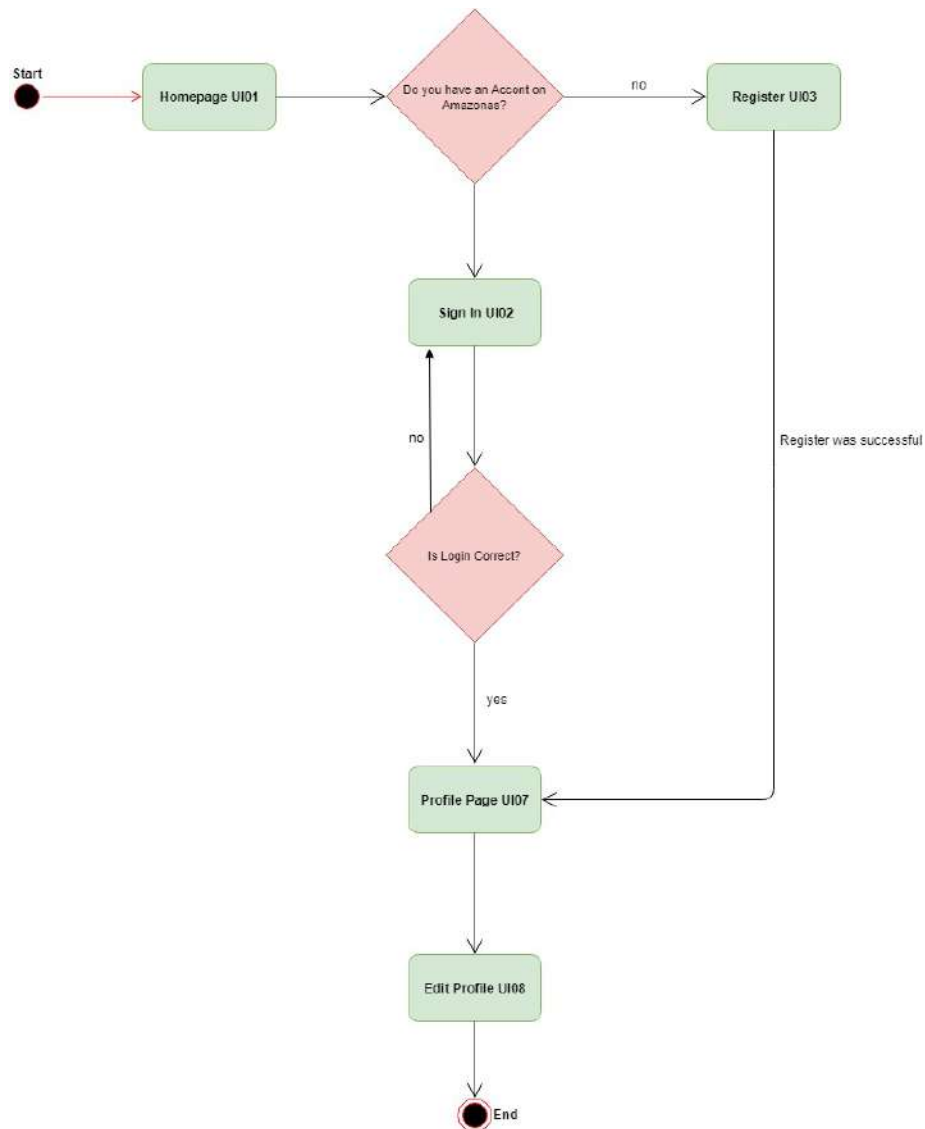 Start
Homepage UI01
Do you have an Accont on
Amazonas?
no
Register UI03
Sign In UI02
no
Register was successful
Is Login Correct?
yes
Profile Page UI07
Edit Profile UI08
End